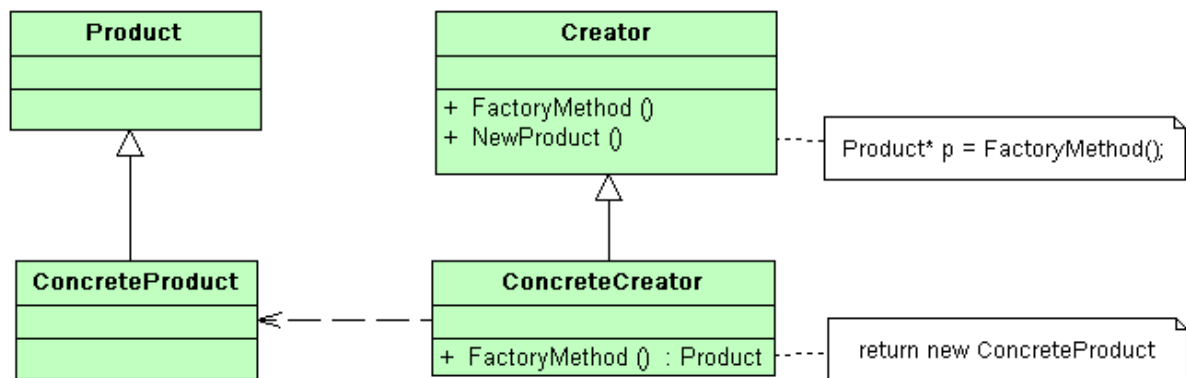 Product
Creator
+ FactoryMethod ()
+ NewProduct ()
Product* p = FactoryMethod();
ConcreteProduct
ConcreteCreator
+ FactoryMethod () : Product
return new ConcreteProduct